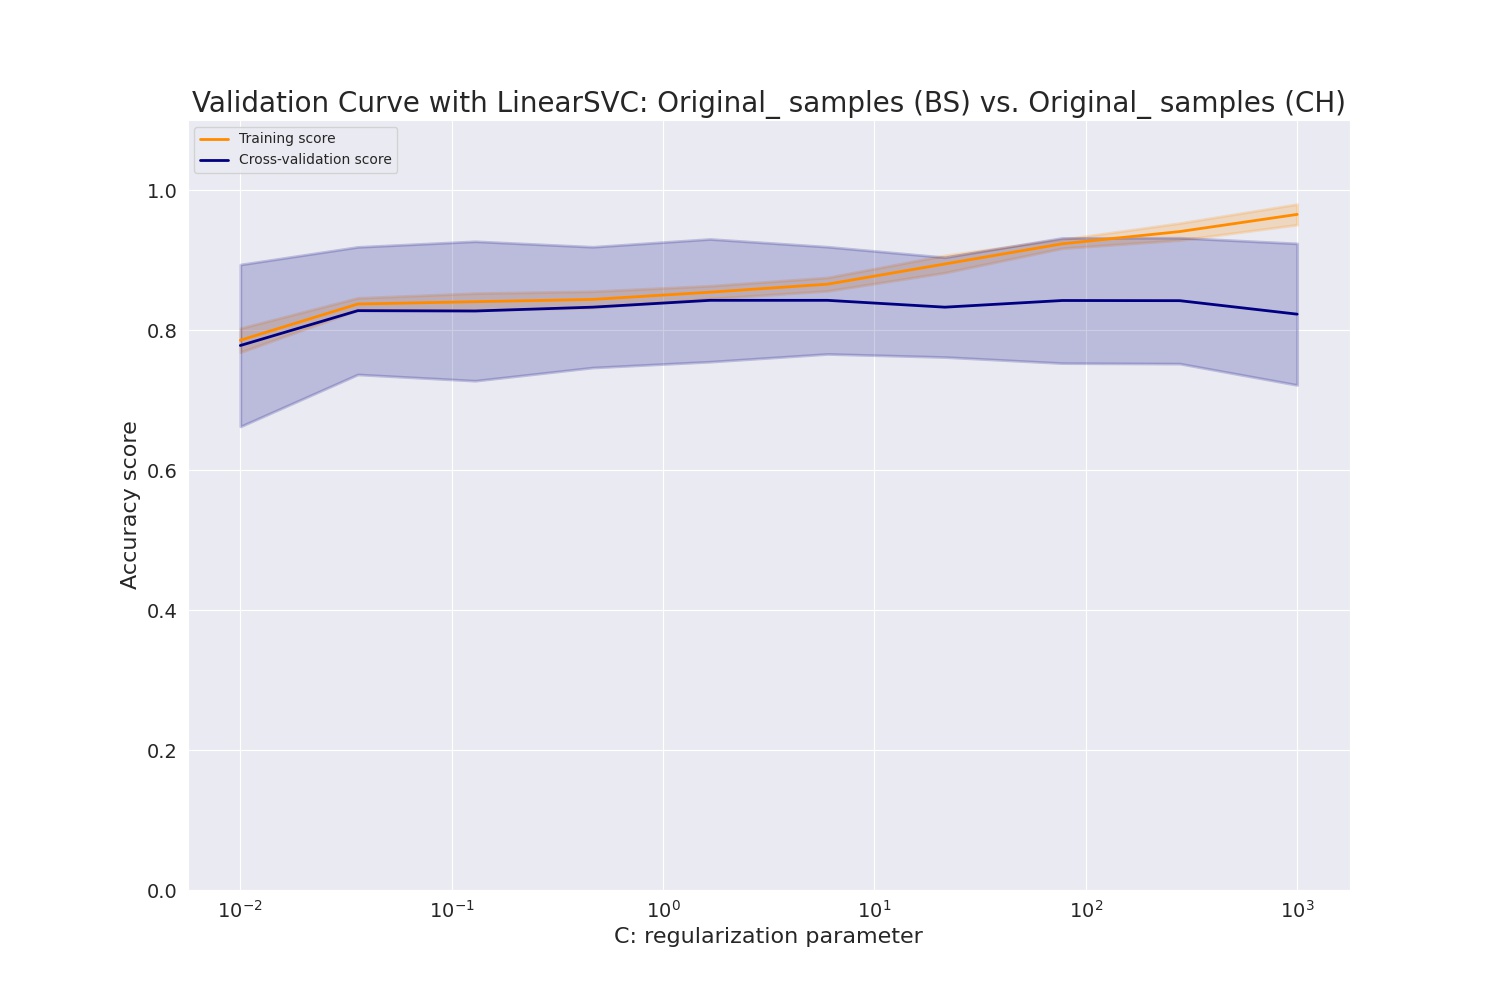 Validation Curve with LinearSVC: Original_ samples (BS) vs. Original_ samples (CH)
Training score
Cross-validation score
1.0
0.8
0.6
0.4
0.2
0.0
Accuracy score
10⁻² 10⁻¹ 10⁰ 10¹ 10² 10³
C: regularization parameter